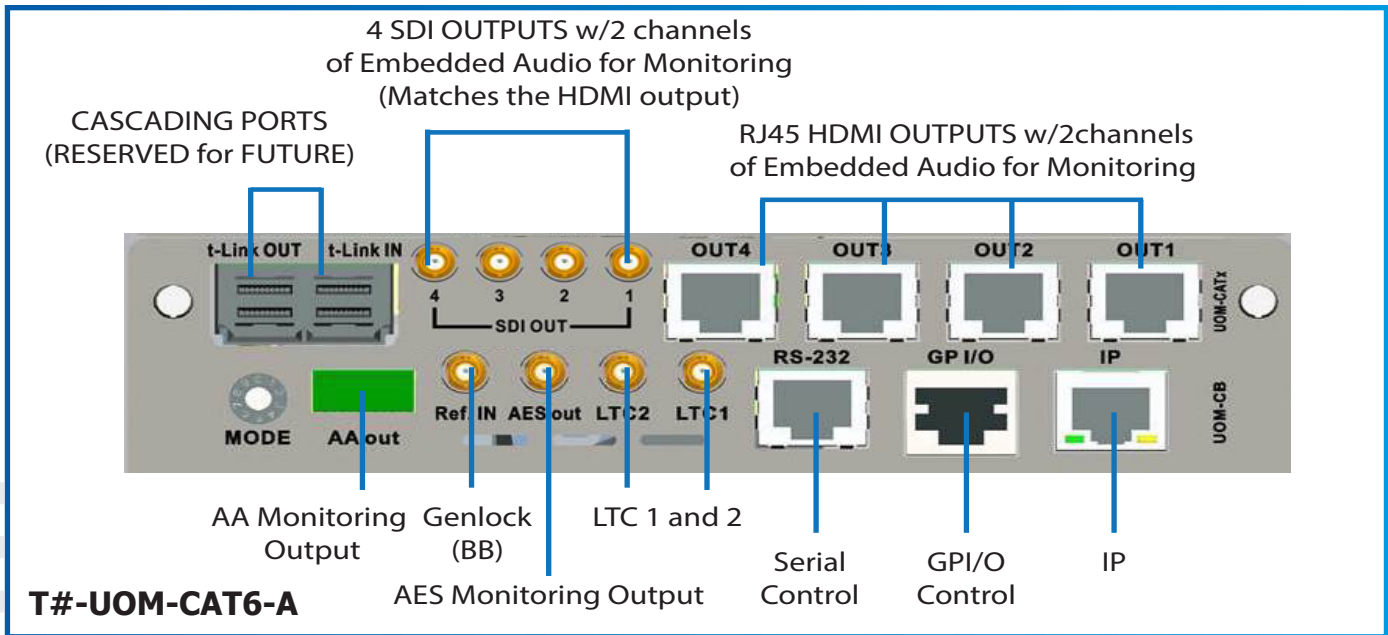 4 SDI OUTPUTS w/2 channels
of Embedded Audio for Monitoring
(Matches the HDMI output)
CASCADING PORTS
(RESERVED for FUTURE)
RJ45 HDMI OUTPUTS w/2channels
of Embedded Audio for Monitoring
t-Link OUT t-Link IN
OUT4 OUT3 OUT2 OUT1
4 3 2 1
SDI OUT
UOM-CATx
RS-232 GP I/O IP
Ref. IN AES out LTC2 LTC1
MODE AA out
UOM-CB
AA Monitoring
Output
Genlock
(BB)
LTC 1 and 2
AES Monitoring Output
Serial
Control
GPI/O
Control
IP
T#-UOM-CAT6-A